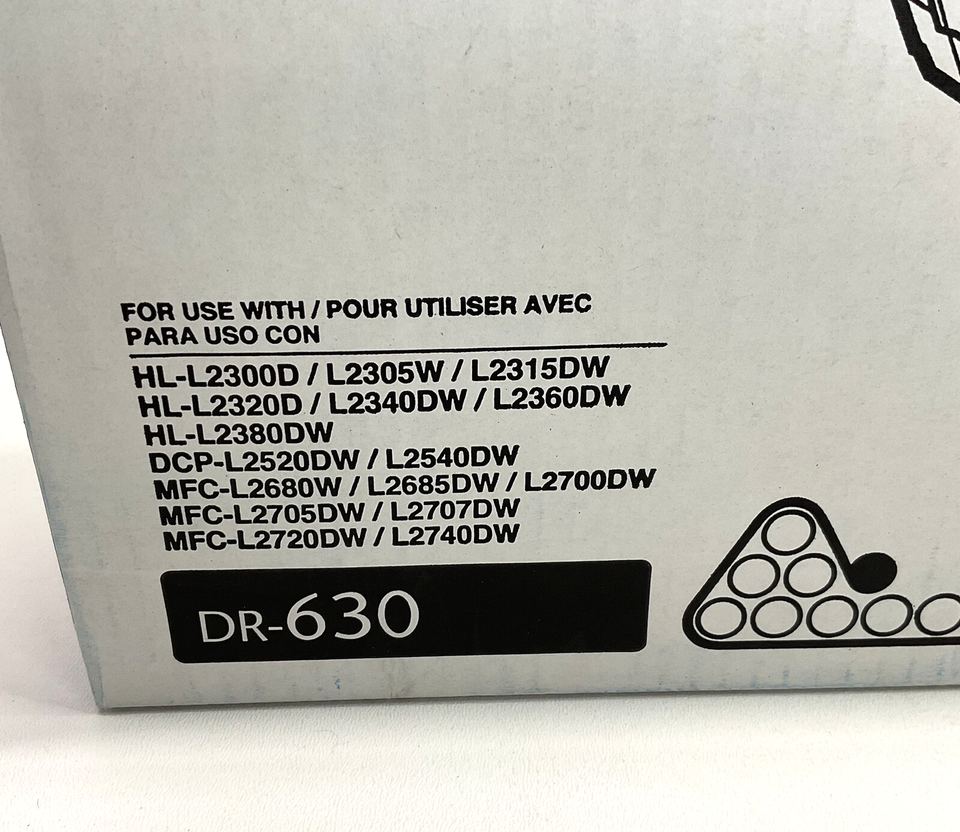 FOR USE WITH / POUR UTILISER AVEC
PARA USO CON
HL-L2300D / L2305W / L2315DW
HL-L2320D / L2340DW / L2360DW
HL-L2380DW
DCP-L2520DW / L2540DW
MFC-L2680W / L2685DW / L2700DW
MFC-L2705DW / L2707DW
MFC-L2720DW / L2740DW
DR-630